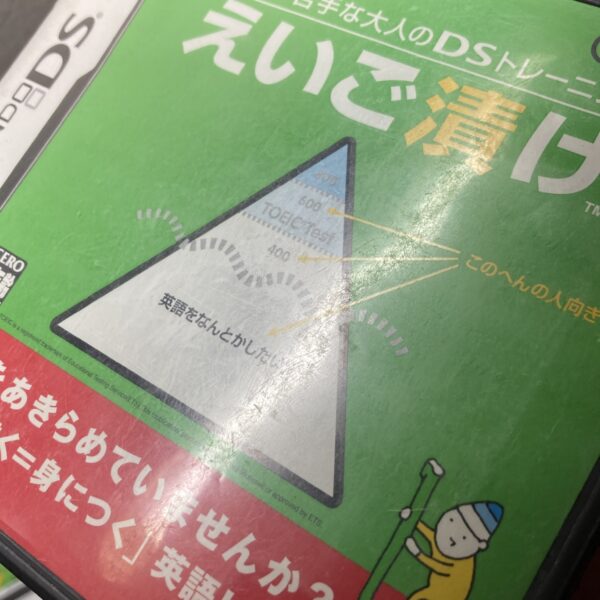 DS
手な大人のDSトレーニン
えいご漬け
TM
600
TOEIC Test
400
このへんの人向き
英語をなんとかしたい
ZERO
あきらめていませんか?
く=身につく」英語